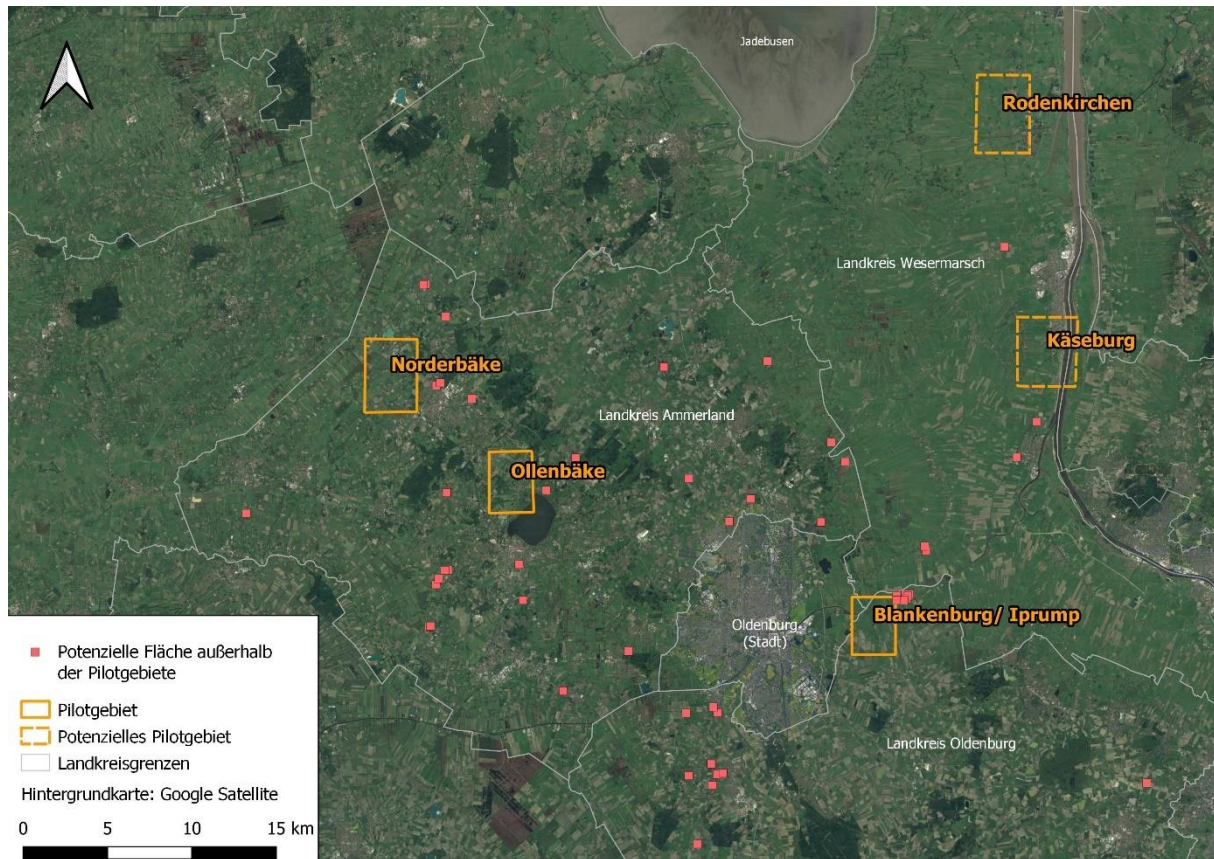 Jadebusen
Rodenkirchen
Landkreis Wesermarsch
Käseburg
Norderbäke
Landkreis Ammerland
Ollenbäke
Blankenburg/ Iprump
Oldenburg
(Stadt)
Landkreis Oldenburg
Potenzielle Fläche außerhalb
der Pilotgebiete
Pilotgebiet
Potenzielles Pilotgebiet
Landkreisgrenzen
Hintergrundkarte: Google Satellite
0 5 10 15 km